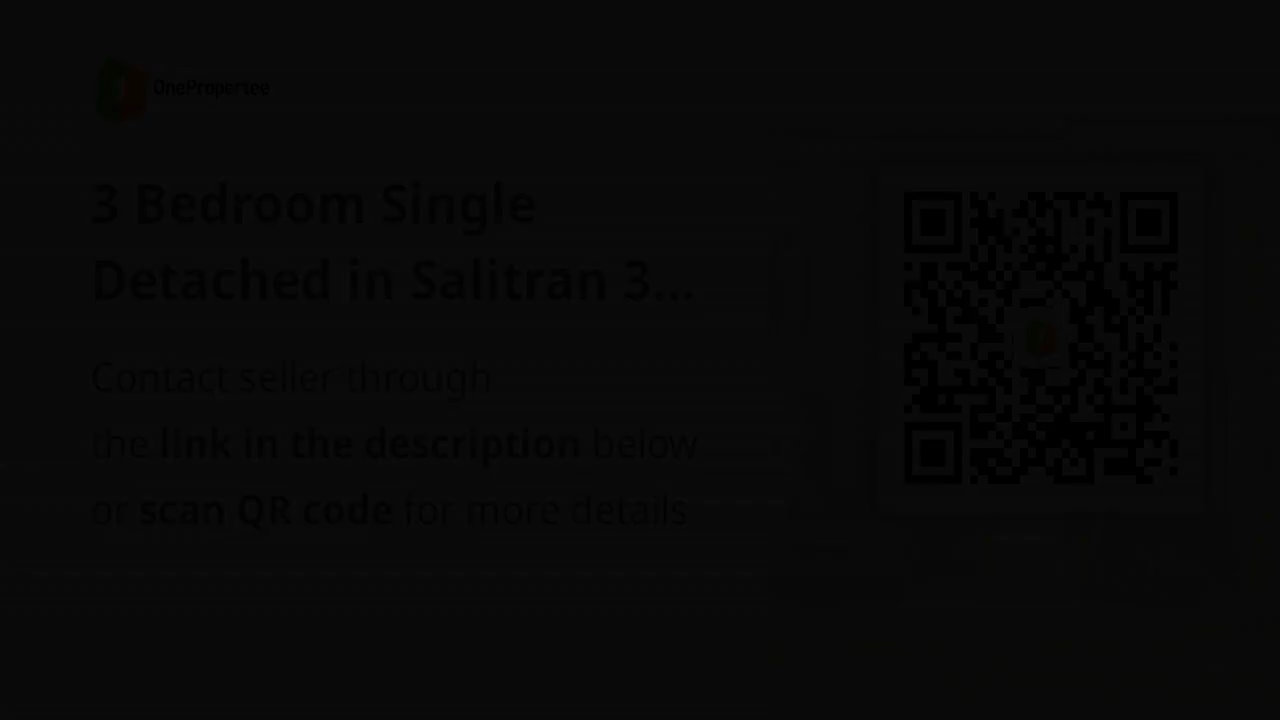 OnePropertee
3 Bedroom Single
Detached in Salitran 3...
Contact seller through
the link in the description below
or scan QR code for more details